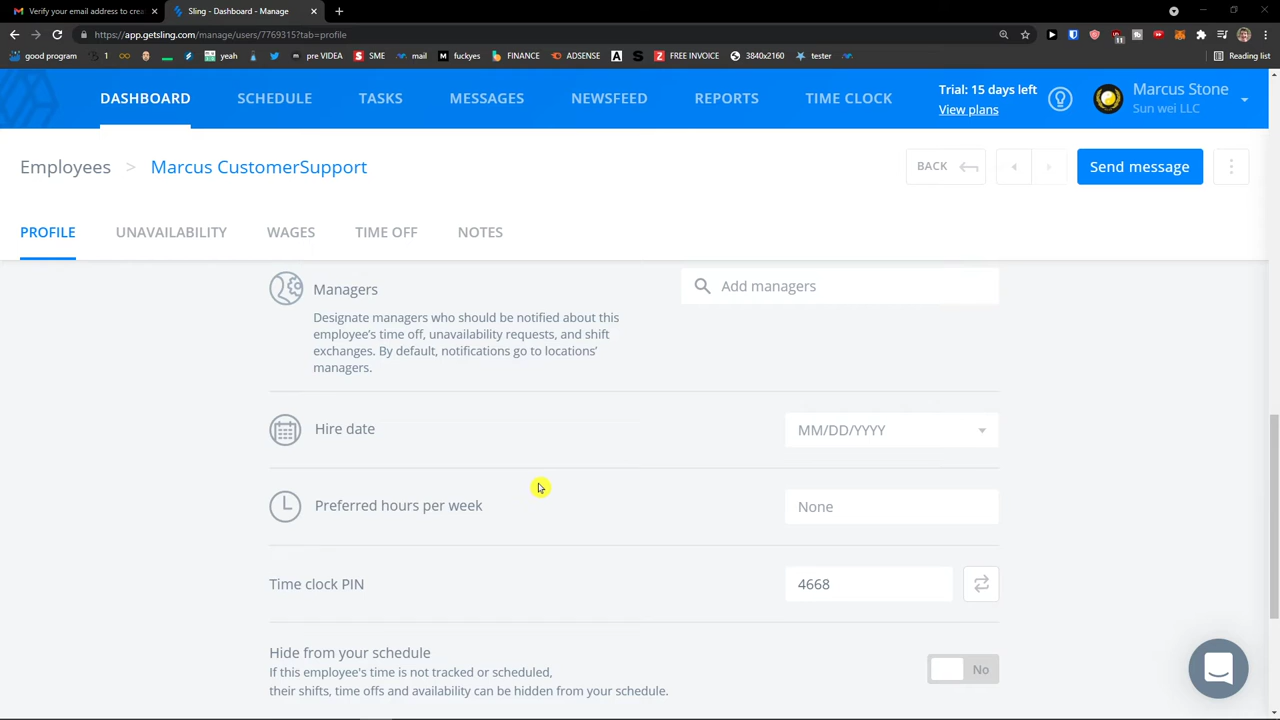 Verify your email address to crea
Sling - Dashboard - Manage
https://app.getsling.com/manage/users/7769315?tab=profile
good program
1
yeah
pre VIDEA
SME
mail
fuckyes
FINANCE
ADSENSE
FREE INVOICE
3840x2160
tester
Reading list
DASHBOARD
SCHEDULE
TASKS
MESSAGES
NEWSFEED
REPORTS
TIME CLOCK
Trial: 15 days left
View plans
Marcus Stone
Sun wei LLC
Employees > Marcus CustomerSupport
BACK
Send message
PROFILE
UNAVAILABILITY
WAGES
TIME OFF
NOTES
Managers
Add managers
Designate managers who should be notified about this
employee's time off, unavailability requests, and shift
exchanges. By default, notifications go to locations'
managers.
Hire date
MM/DD/YYYY
Preferred hours per week
None
Time clock PIN
4668
Hide from your schedule
If this employee's time is not tracked or scheduled,
their shifts, time offs and availability can be hidden from your schedule.
No